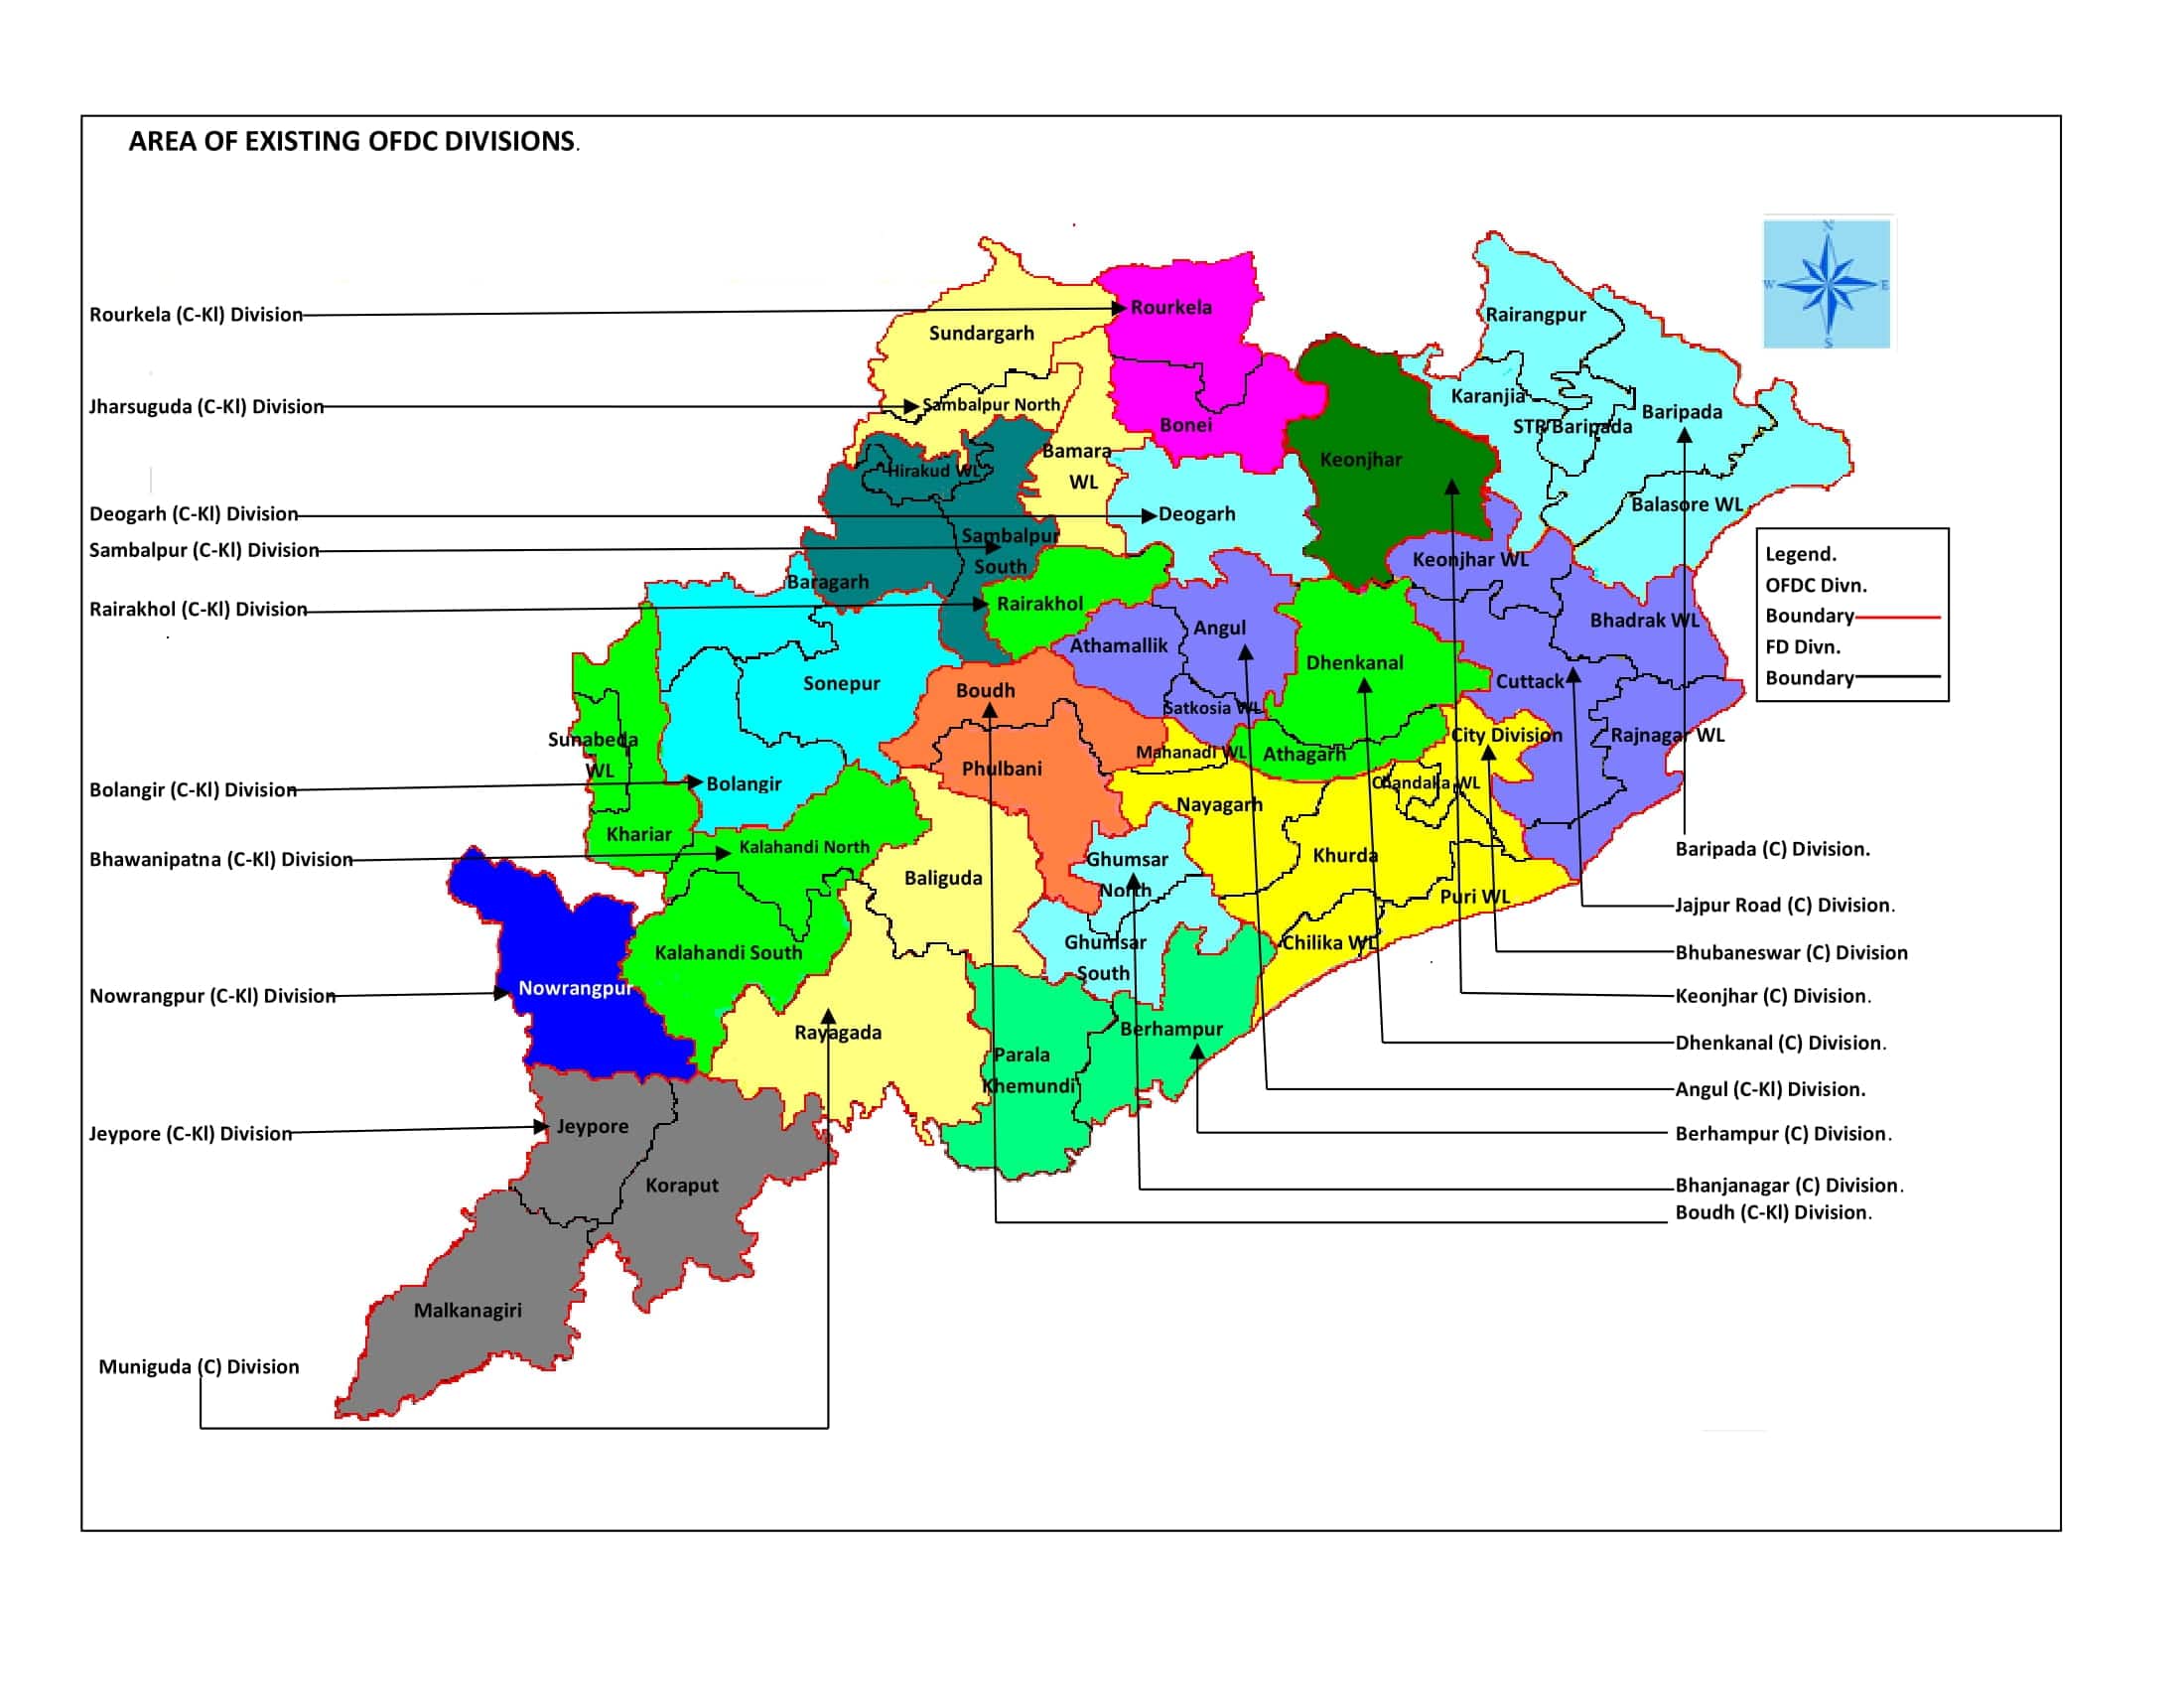 AREA OF EXISTING OFDC DIVISIONS.
N
W
E
S
Rourkela (C-Kl) Division
Jharsuguda (C-Kl) Division
Deogarh (C-Kl) Division
Sambalpur (C-Kl) Division
Rairakhol (C-Kl) Division
Bolangir (C-Kl) Division
Bhawanipatna (C-Kl) Division
Nowrangpur (C-Kl) Division
Jeypore (C-Kl) Division
Muniguda (C) Division
Rourkela
Sundargarh
Sambalpur North
Bonei
Bamara
WL
Hirakud WL
Deogarh
Sambalpur
South
Baragarh
Rairakhol
Keonjhar
Rairangpur
Karanjia
STR Baripada
Baripada
Balasore WL
Keonjhar WL
Bhadrak WL
Athamallik
Angul
Dhenkanal
Cuttack
Satkosia WL
Sonepur
Boudh
Sunabeda
WL
Bolangir
Phulbani
Mahanadi WL
Athagarh
City Division
Rajnagar WL
Chandaka WL
Nayagarh
Khariar
Kalahandi North
Baliguda
Ghumsar
North
Khurda
Puri WL
Chilika WL
Kalahandi South
Ghumsar
South
Nowrangpur
Rayagada
Berhampur
Parala
Khemundi
Jeypore
Koraput
Malkanagiri
Legend.
OFDC Divn.
Boundary
FD Divn.
Boundary
Baripada (C) Division.
Jajpur Road (C) Division.
Bhubaneswar (C) Division
Keonjhar (C) Division.
Dhenkanal (C) Division.
Angul (C-Kl) Division.
Berhampur (C) Division.
Bhanjanagar (C) Division.
Boudh (C-Kl) Division.